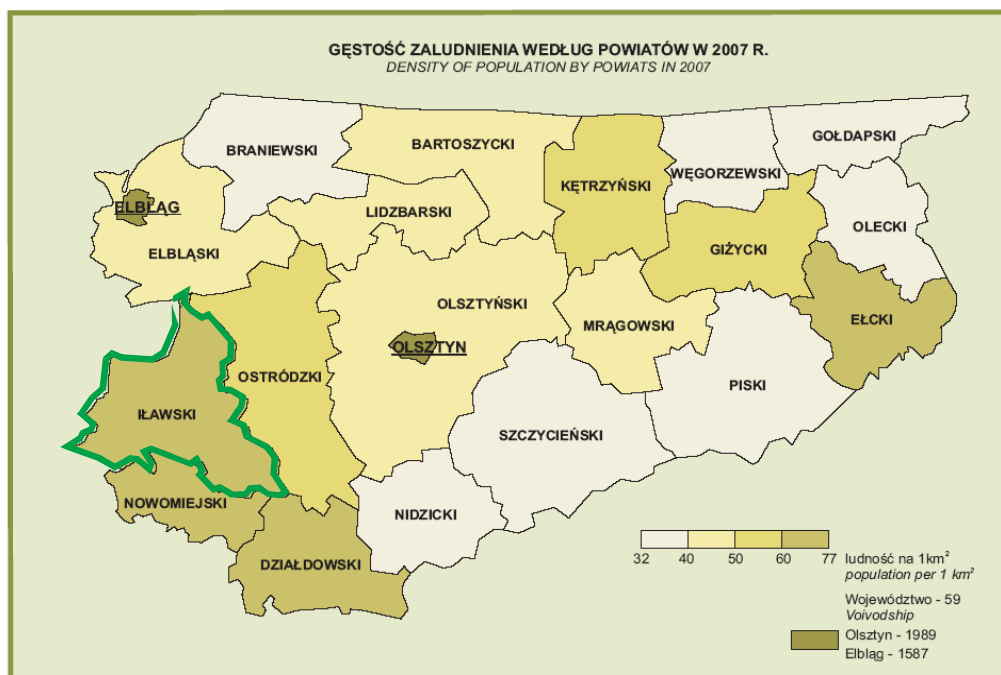 GĘSTOŚĆ ZALUDNIENIA WEDŁUG POWIATÓW W 2007 R.
DENSITY OF POPULATION BY POWIATS IN 2007
GOŁDAPSKI
BRANIEWSKI
BARTOSZYCKI
WĘGORZEWSKI
KĘTRZYŃSKI
ELBLĄG
LIDZBARSKI
OLECKI
ELBLĄSKI
GIŻYCKI
OLSZTYŃSKI
EŁCKI
MRĄGOWSKI
OLSZTYN
OSTRÓDZKI
PISKI
IŁAWSKI
SZCZYCIEŃSKI
NOWOMIEJSKI
NIDZICKI
DZIAŁDOWSKI
32 40 50 60 77 ludność na 1km²
population per 1 km²
Województwo - 59
Voivodship
Olsztyn - 1989
Elbląg - 1587